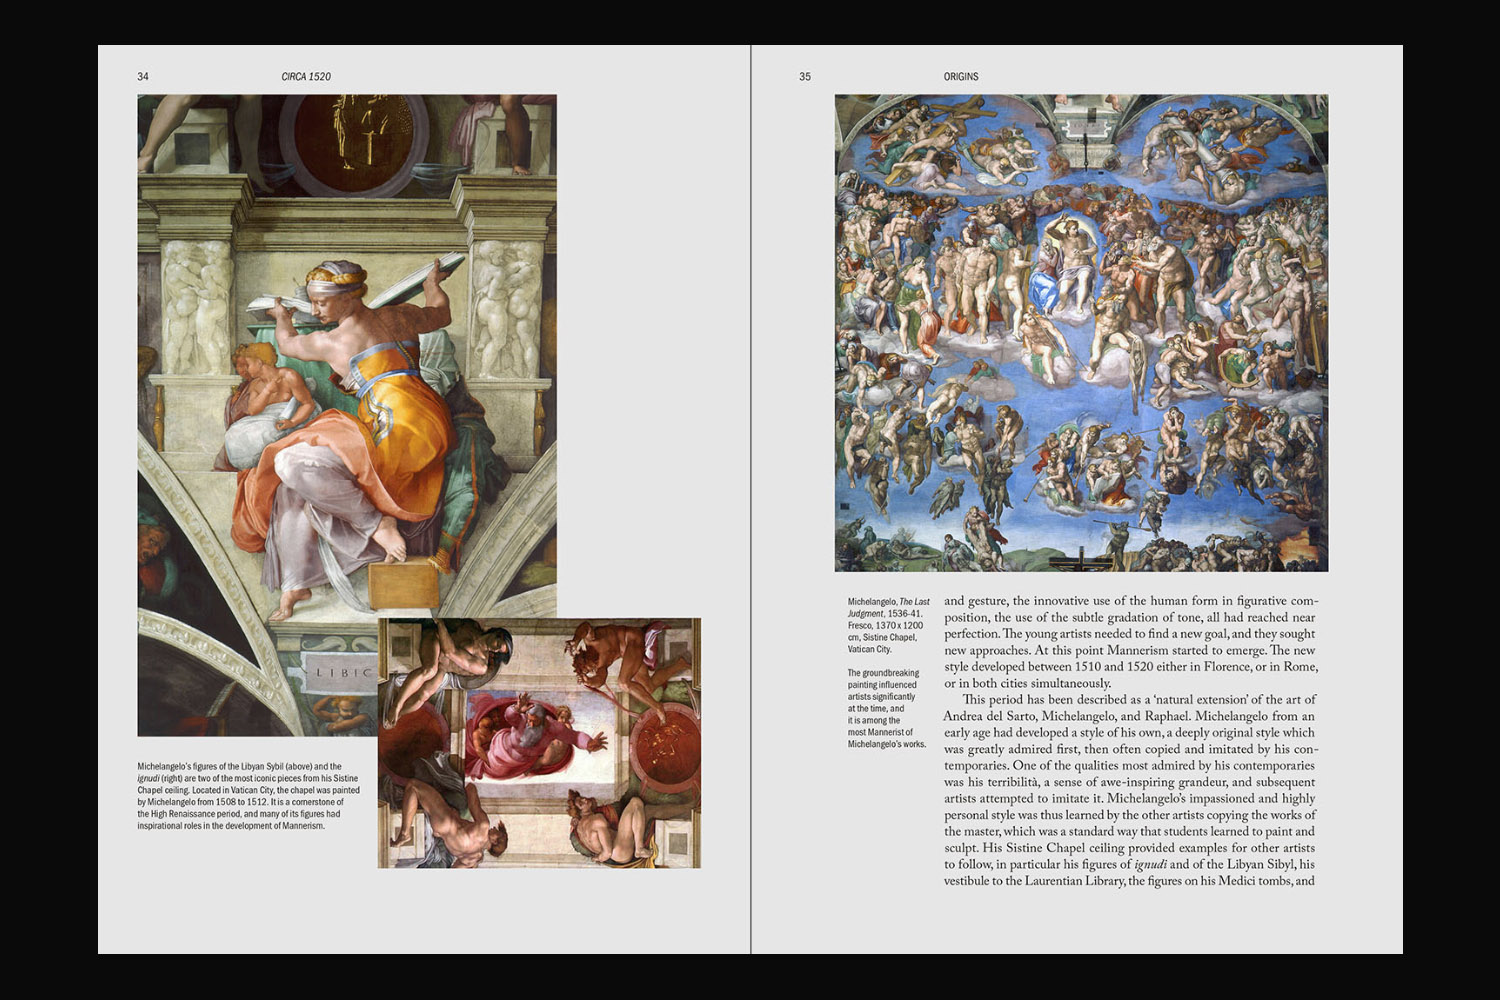 34
CIRCA 1520
LIBIC
Michelangelo's figures of the Libyan Sybil (above) and the
ignudi (right) are two of the most iconic pieces from his Sistine
Chapel ceiling. Located in Vatican City, the chapel was painted
by Michelangelo from 1508 to 1512. It is a cornerstone of
the High Renaissance period, and many of its figures had
inspirational roles in the development of Mannerism.
35
ORIGINS
Michelangelo, The Last
Judgment, 1536-41.
Fresco, 1370 x 1200
cm, Sistine Chapel,
Vatican City.
The groundbreaking
painting influenced
artists significantly
at the time, and
it is among the
most Mannerist of
Michelangelo's works.
and gesture, the innovative use of the human form in figurative com-
position, the use of the subtle gradation of tone, all had reached near
perfection. The young artists needed to find a new goal, and they sought
new approaches. At this point Mannerism started to emerge. The new
style developed between 1510 and 1520 either in Florence, or in Rome,
or in both cities simultaneously.
This period has been described as a 'natural extension' of the art of
Andrea del Sarto, Michelangelo, and Raphael. Michelangelo from an
early age had developed a style of his own, a deeply original style which
was greatly admired first, then often copied and imitated by his con-
temporaries. One of the qualities most admired by his contemporaries
was his terribilità, a sense of awe-inspiring grandeur, and subsequent
artists attempted to imitate it. Michelangelo's impassioned and highly
personal style was thus learned by the other artists copying the works of
the master, which was a standard way that students learned to paint and
sculpt. His Sistine Chapel ceiling provided examples for other artists
to follow, in particular his figures of ignudi and of the Libyan Sibyl, his
vestibule to the Laurentian Library, the figures on his Medici tombs, and